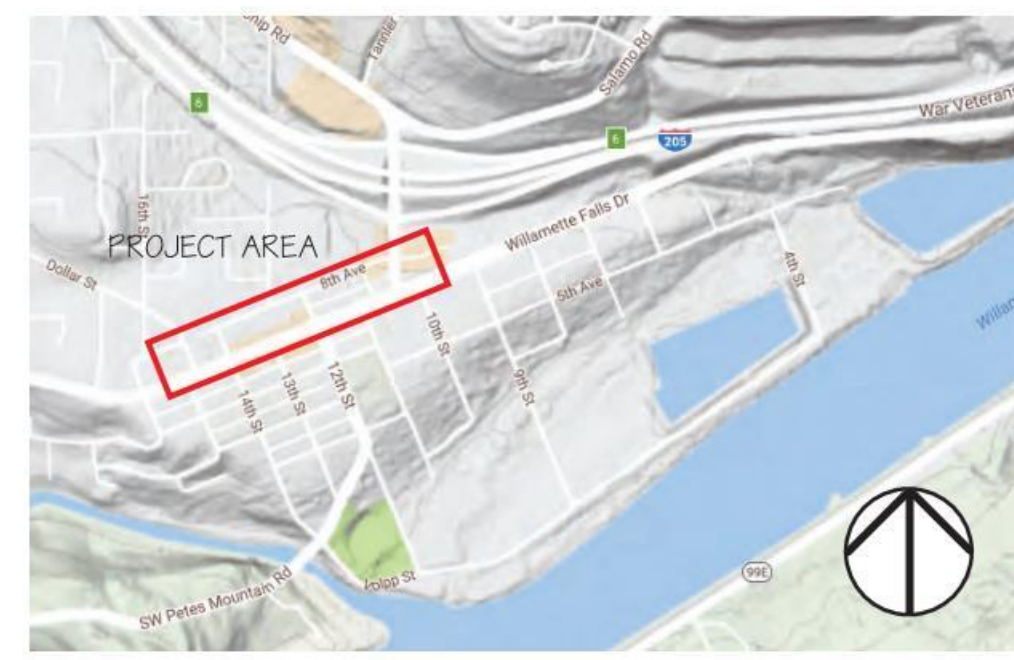 ship Rd
Tannler
Salamo Rd
6
6
205
War Veterans
16th St
PROJECT AREA
Willamette Falls Dr
8th Ave
Dollar St
4th St
5th Ave
10th St
12th St
13th St
14th St
9th St
99E
Volpp St
SW Petes Mountain Rd